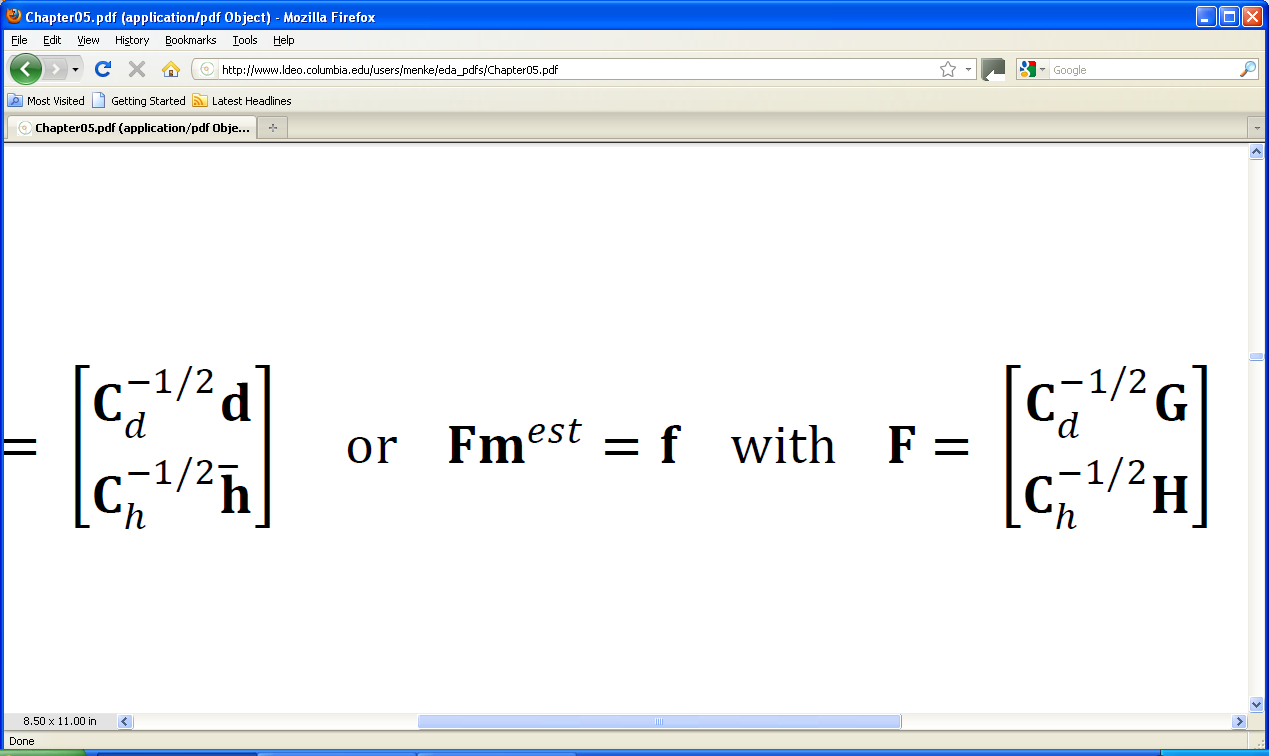 Chapter05.pdf (application/pdf Object) - Mozilla Firefox
File Edit View History Bookmarks Tools Help
http://www.ldeo.columbia.edu/users/menke/eda_pdfs/Chapter05.pdf Google
Most Visited Getting Started Latest Headlines
Chapter05.pdf (application/pdf Obje...
= [C_d^{-1/2} d; C_h^{-1/2} h̄] or Fm^{est} = f with F = [C_d^{-1/2} G; C_h^{-1/2} H]
8.50 x 11.00 in
Done